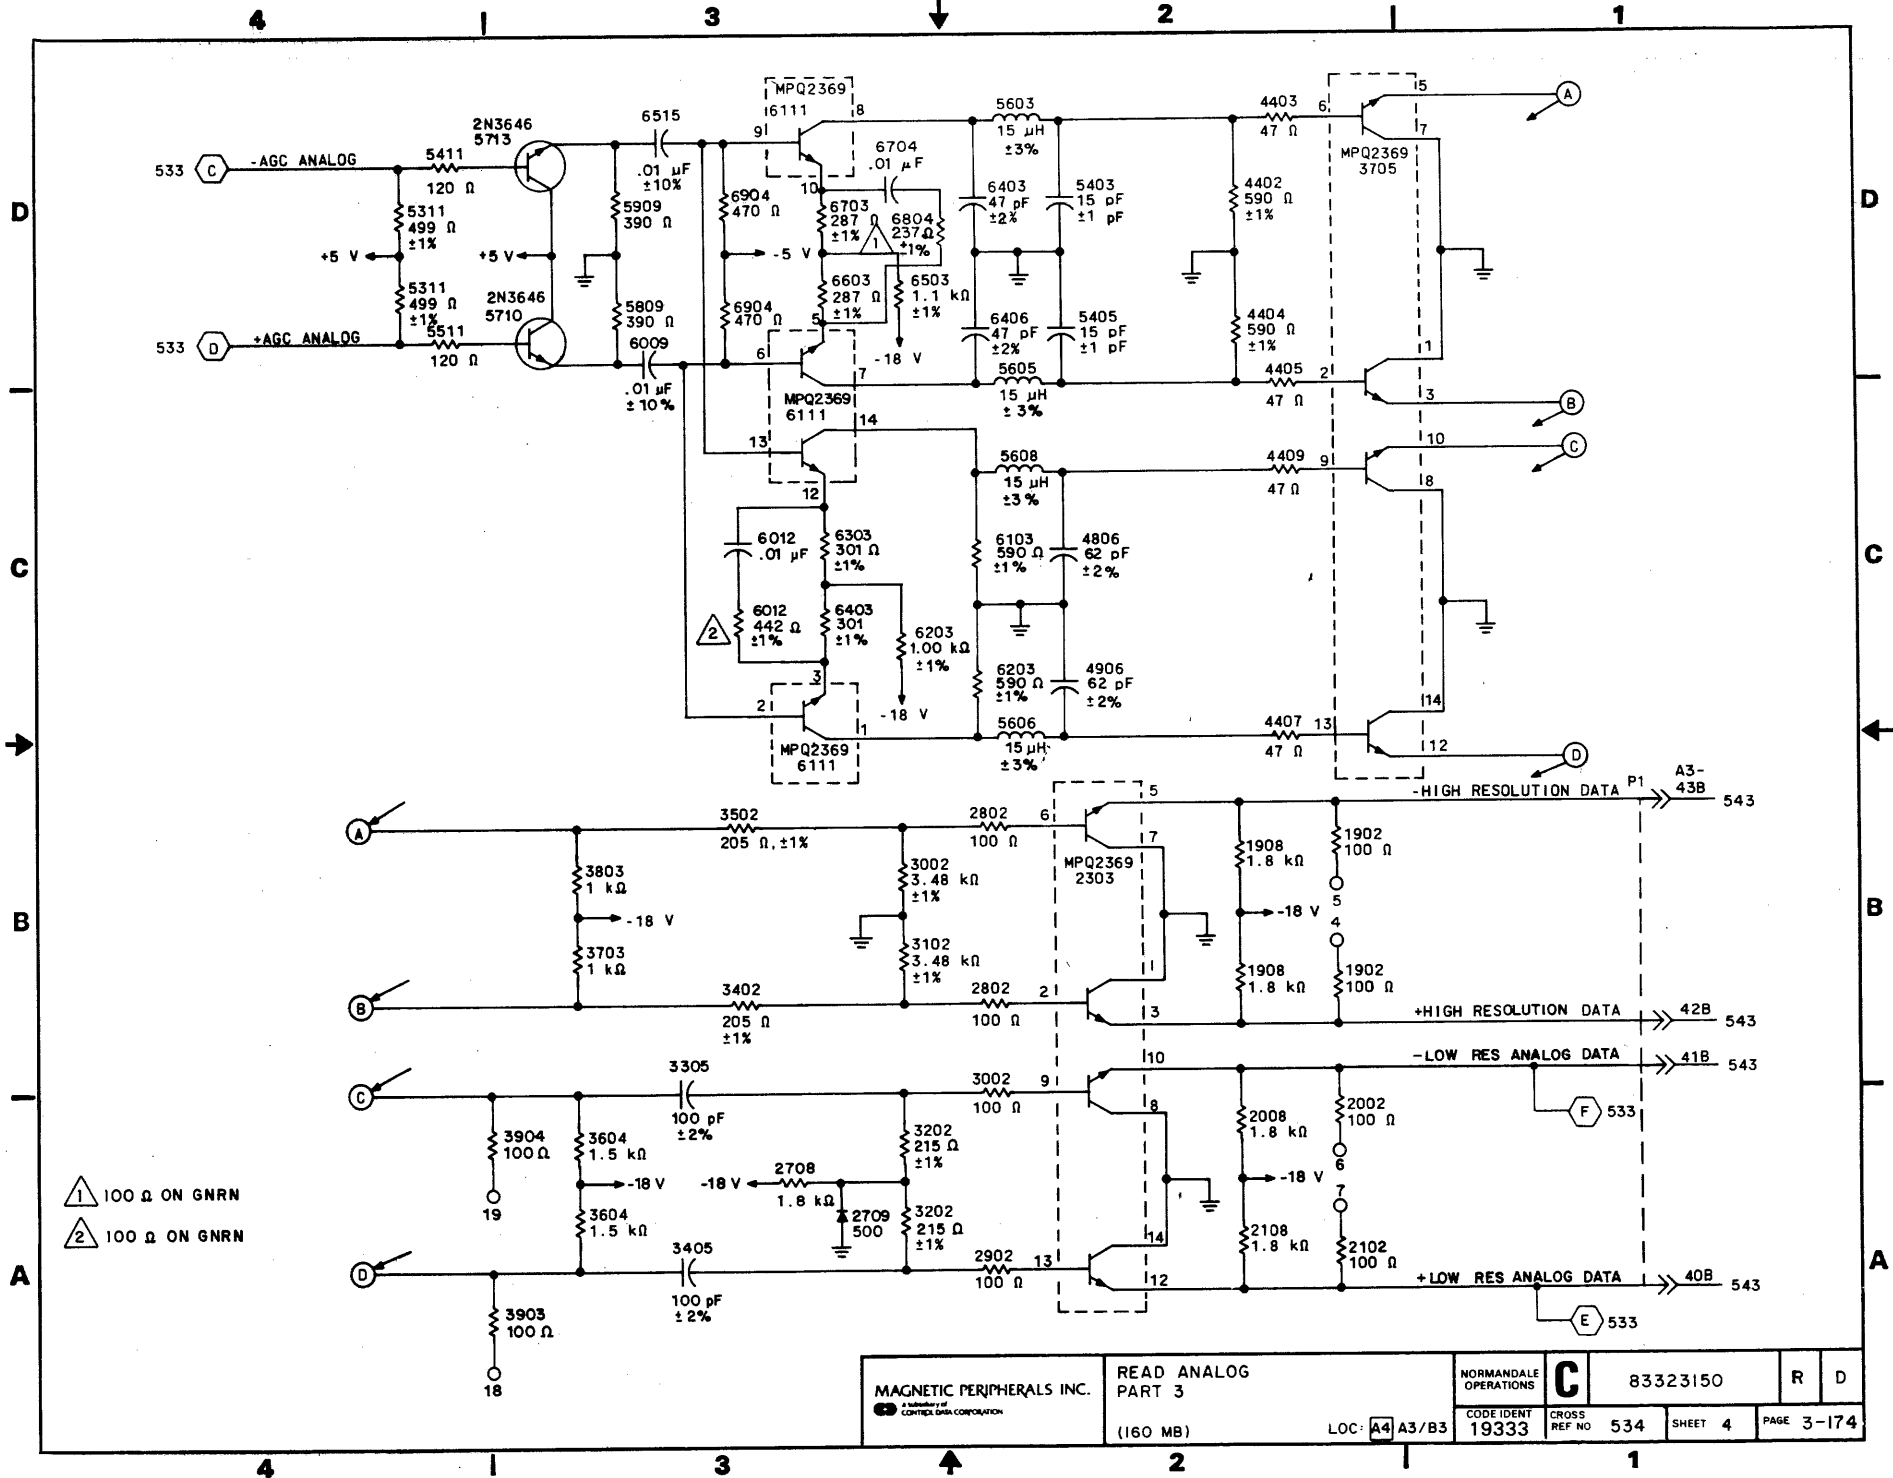 4 3 2 1
D
533 C -AGC ANALOG
5411
120 Ω
2N3646
5713
5311
499 Ω
±1%
+5 V
5311
499 Ω
±1%
533 D +AGC ANALOG
5511
120 Ω
+5 V
2N3646
5710
5909
390 Ω
5809
390 Ω
6515
.01 µF
±10%
6009
.01 µF
±10%
6904
470 Ω
-5 V
6904
470 Ω
MPQ2369
6111
9
8
10
6703
287 Ω
±1%
1
6704
.01 µF
6804
237Ω
±1%
6603
287 Ω
±1%
6503
1.1 kΩ
±1%
-18 V
5
6
7
MPQ2369
6111
13
14
12
5603
15 µH
±3%
6403
47 pF
±2%
5403
15 pF
±1 pF
6406
47 pF
±2%
5405
15 pF
±1 pF
5605
15 µH
±3%
4402
590 Ω
±1%
4404
590 Ω
±1%
4403
47 Ω
6
4405
47 Ω
2
MPQ2369
3705
5
7
1
3
A
B
C
10
8
9
4409
47 Ω
D
C
6012
.01 µF
6303
301 Ω
±1%
2
6012
442 Ω
±1%
6403
301
±1%
6203
1.00 kΩ
±1%
-18 V
3
2
1
MPQ2369
6111
5608
15 µH
±3%
6103
590 Ω
±1%
4806
62 pF
±2%
6203
590 Ω
±1%
4906
62 pF
±2%
5606
15 µH
±3%
4407
47 Ω
13
14
12
D
C
B
A
3803
1 kΩ
-18 V
3703
1 kΩ
B
3502
205 Ω, ±1%
3402
205 Ω
±1%
3002
3.48 kΩ
±1%
3102
3.48 kΩ
±1%
2802
100 Ω
6
2802
100 Ω
2
MPQ2369
2303
5
7
1
3
1908
1.8 kΩ
-18 V
1908
1.8 kΩ
1902
100 Ω
5
4
1902
100 Ω
-HIGH RESOLUTION DATA P1 A3-
43B 543
+HIGH RESOLUTION DATA 42B 543
-LOW RES ANALOG DATA 41B 543
F 533
B
C
3904
100Ω
19
3604
1.5 kΩ
-18 V
3604
1.5 kΩ
3305
100 pF
±2%
3405
100 pF
±2%
-18 V
2708
1.8 kΩ
2709
500
3202
215 Ω
±1%
3202
215 Ω
±1%
3002
100 Ω
9
2902
100 Ω
13
10
8
14
12
2008
1.8 kΩ
-18 V
2108
1.8 kΩ
2002
100 Ω
6
7
2102
100 Ω
+LOW RES ANALOG DATA 40B 543
E 533
D
3903
100 Ω
18
1 100 Ω ON GNRN
2 100 Ω ON GNRN
A
A
MAGNETIC PERIPHERALS INC.
a subsidiary of
CONTROL DATA CORPORATION
READ ANALOG
PART 3
(160 MB) LOC: A4 A3/B3
NORMANDALE
OPERATIONS
C
83323150
R D
CODE IDENT
19333
CROSS
REF NO 534
SHEET 4
PAGE 3-174
4 3 2 1